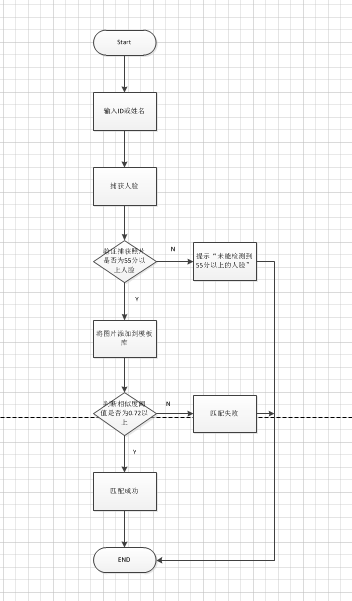 Start
输入ID或姓名
捕获人脸
验证捕获照片
是否为55分以
上人脸
N
提示“未能检测到
55分以上的人脸”
Y
将图片添加到模板
库
判断相似度阈
值是否为0.72以
上
N
匹配失败
Y
匹配成功
END